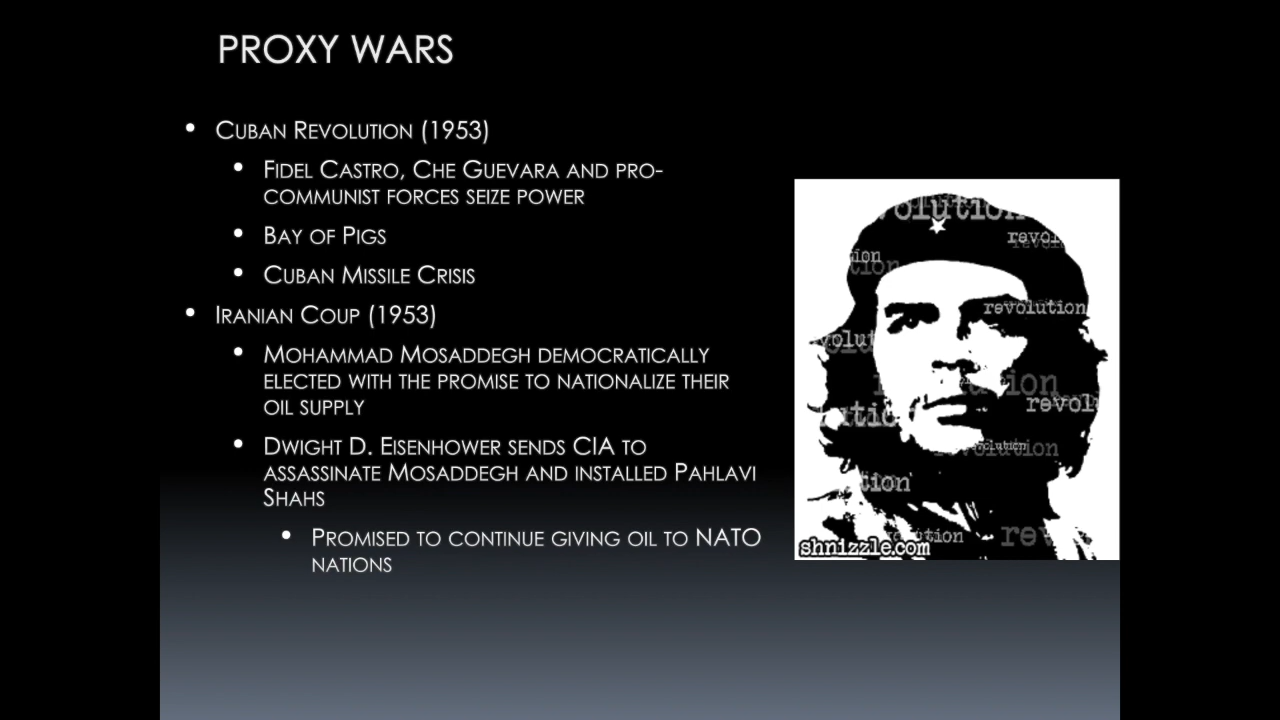 PROXY WARS
• CUBAN REVOLUTION (1953)
• FIDEL CASTRO, CHE GUEVARA AND PRO-
COMMUNIST FORCES SEIZE POWER
• BAY OF PIGS
• CUBAN MISSILE CRISIS
• IRANIAN COUP (1953)
• MOHAMMAD MOSADDEGH DEMOCRATICALLY
ELECTED WITH THE PROMISE TO NATIONALIZE THEIR
OIL SUPPLY
• DWIGHT D. EISENHOWER SENDS CIA TO
ASSASSINATE MOSADDEGH AND INSTALLED PAHLAVI
SHAHS
• PROMISED TO CONTINUE GIVING OIL TO NATO
NATIONS
olution
revol
revolution
revol
shnizzle.com